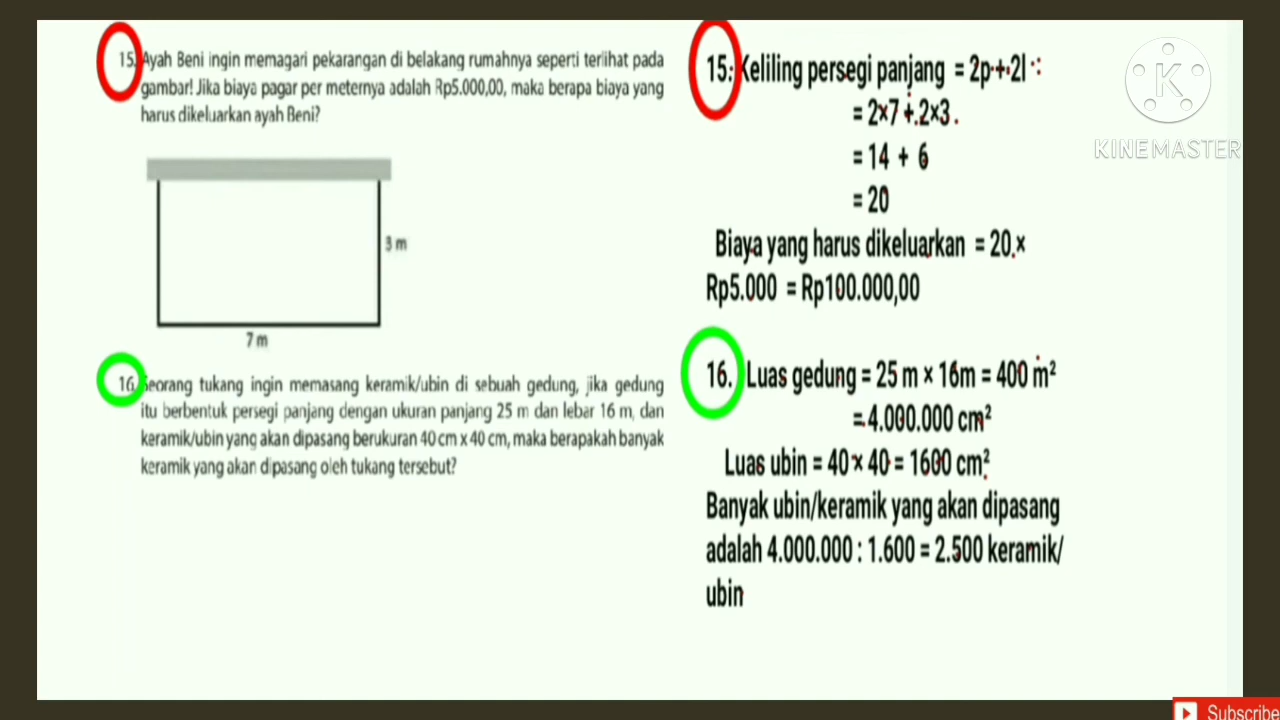 15. Ayah Beni ingin memagari pekarangan di belakang rumahnya seperti terlihat pada
gambar! Jika biaya pagar per meternya adalah Rp5.000,00, maka berapa biaya yang
harus dikeluarkan ayah Beni?
3 m
7 m
16. Seorang tukang ingin memasang keramik/ubin di sebuah gedung, jika gedung
itu berbentuk persegi panjang dengan ukuran panjang 25 m dan lebar 16 m, dan
keramik/ubin yang akan dipasang berukuran 40 cm x 40 cm, maka berapakah banyak
keramik yang akan dipasang oleh tukang tersebut?
15. Keliling persegi panjang = 2p + 2l
= 2×7 + 2×3
= 14 + 6
= 20
Biaya yang harus dikeluarkan = 20 ×
Rp5.000 = Rp100.000,00
16. Luas gedung = 25 m × 16m = 400 m²
= 4.000.000 cm²
Luas ubin = 40 × 40 = 1600 cm²
Banyak ubin/keramik yang akan dipasang
adalah 4.000.000 : 1.600 = 2.500 keramik/
ubin
K
KINEMASTER
Subscribe